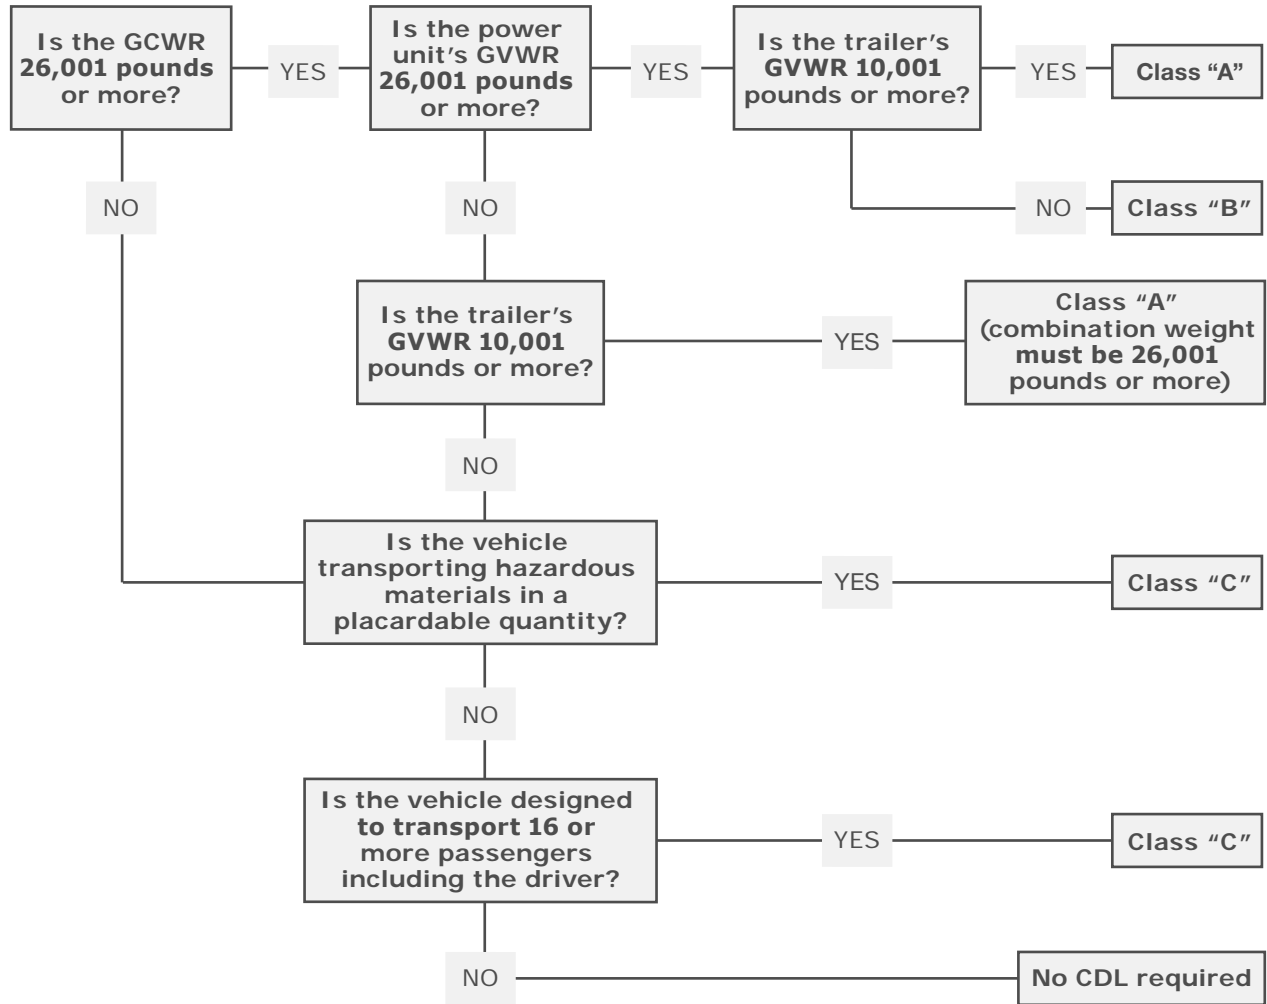 Is the GCWR
26,001 pounds
or more?
YES
Is the power
unit's GVWR
26,001 pounds
or more?
YES
Is the trailer's
GVWR 10,001
pounds or more?
YES
Class “A”
NO
NO
NO
Class “B”
Is the trailer's
GVWR 10,001
pounds or more?
YES
Class “A”
(combination weight
must be 26,001
pounds or more)
NO
Is the vehicle
transporting hazardous
materials in a
placardable quantity?
YES
Class “C”
NO
Is the vehicle designed
to transport 16 or
more passengers
including the driver?
YES
Class “C”
NO
No CDL required